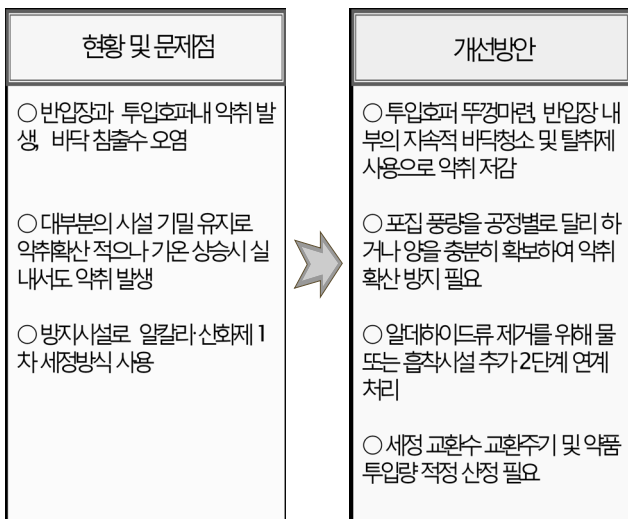 현황 및 문제점
○ 반입장과 투입호퍼내 악취 발
생, 바닥 침출수 오염
○ 대부분의 시설 기밀 유지로
악취확산 적으나 기온 상승시 실
내서도 악취 발생
○ 방지시설로 알칼라·산화제 1
차 세정방식 사용
개선방안
○ 투입호퍼 뚜껑마련, 반입장 내
부의 지속적 바닥청소 및 탈취제
사용으로 악취 저감
○ 포집 풍량을 공정별로 달리 하
거나 양을 충분히 확보하여 악취
확산 방지 필요
○ 알데하이드류 제거를 위해 물
또는 흡착시설 추가 2단계 연계
처리
○ 세정 교환수 교환주기 및 약품
투입량 적정 산정 필요